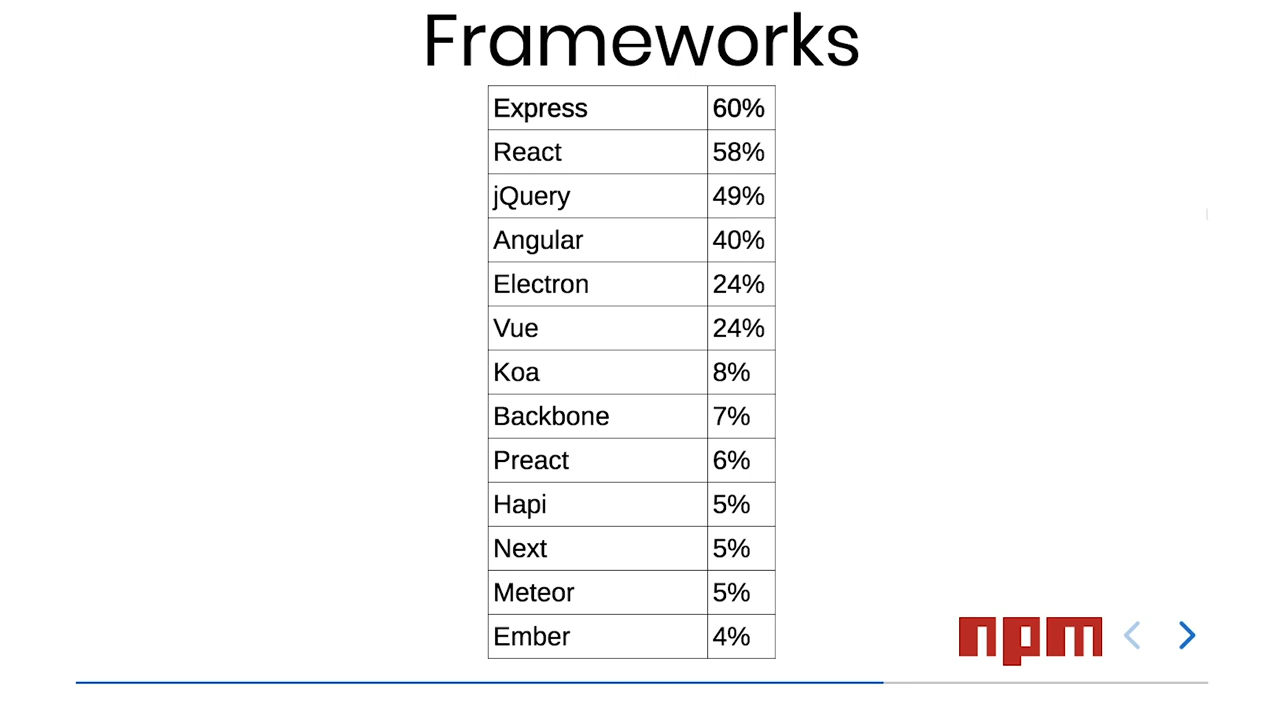 Frameworks
Express 60%
React 58%
jQuery 49%
Angular 40%
Electron 24%
Vue 24%
Koa 8%
Backbone 7%
Preact 6%
Hapi 5%
Next 5%
Meteor 5%
Ember 4%
npm